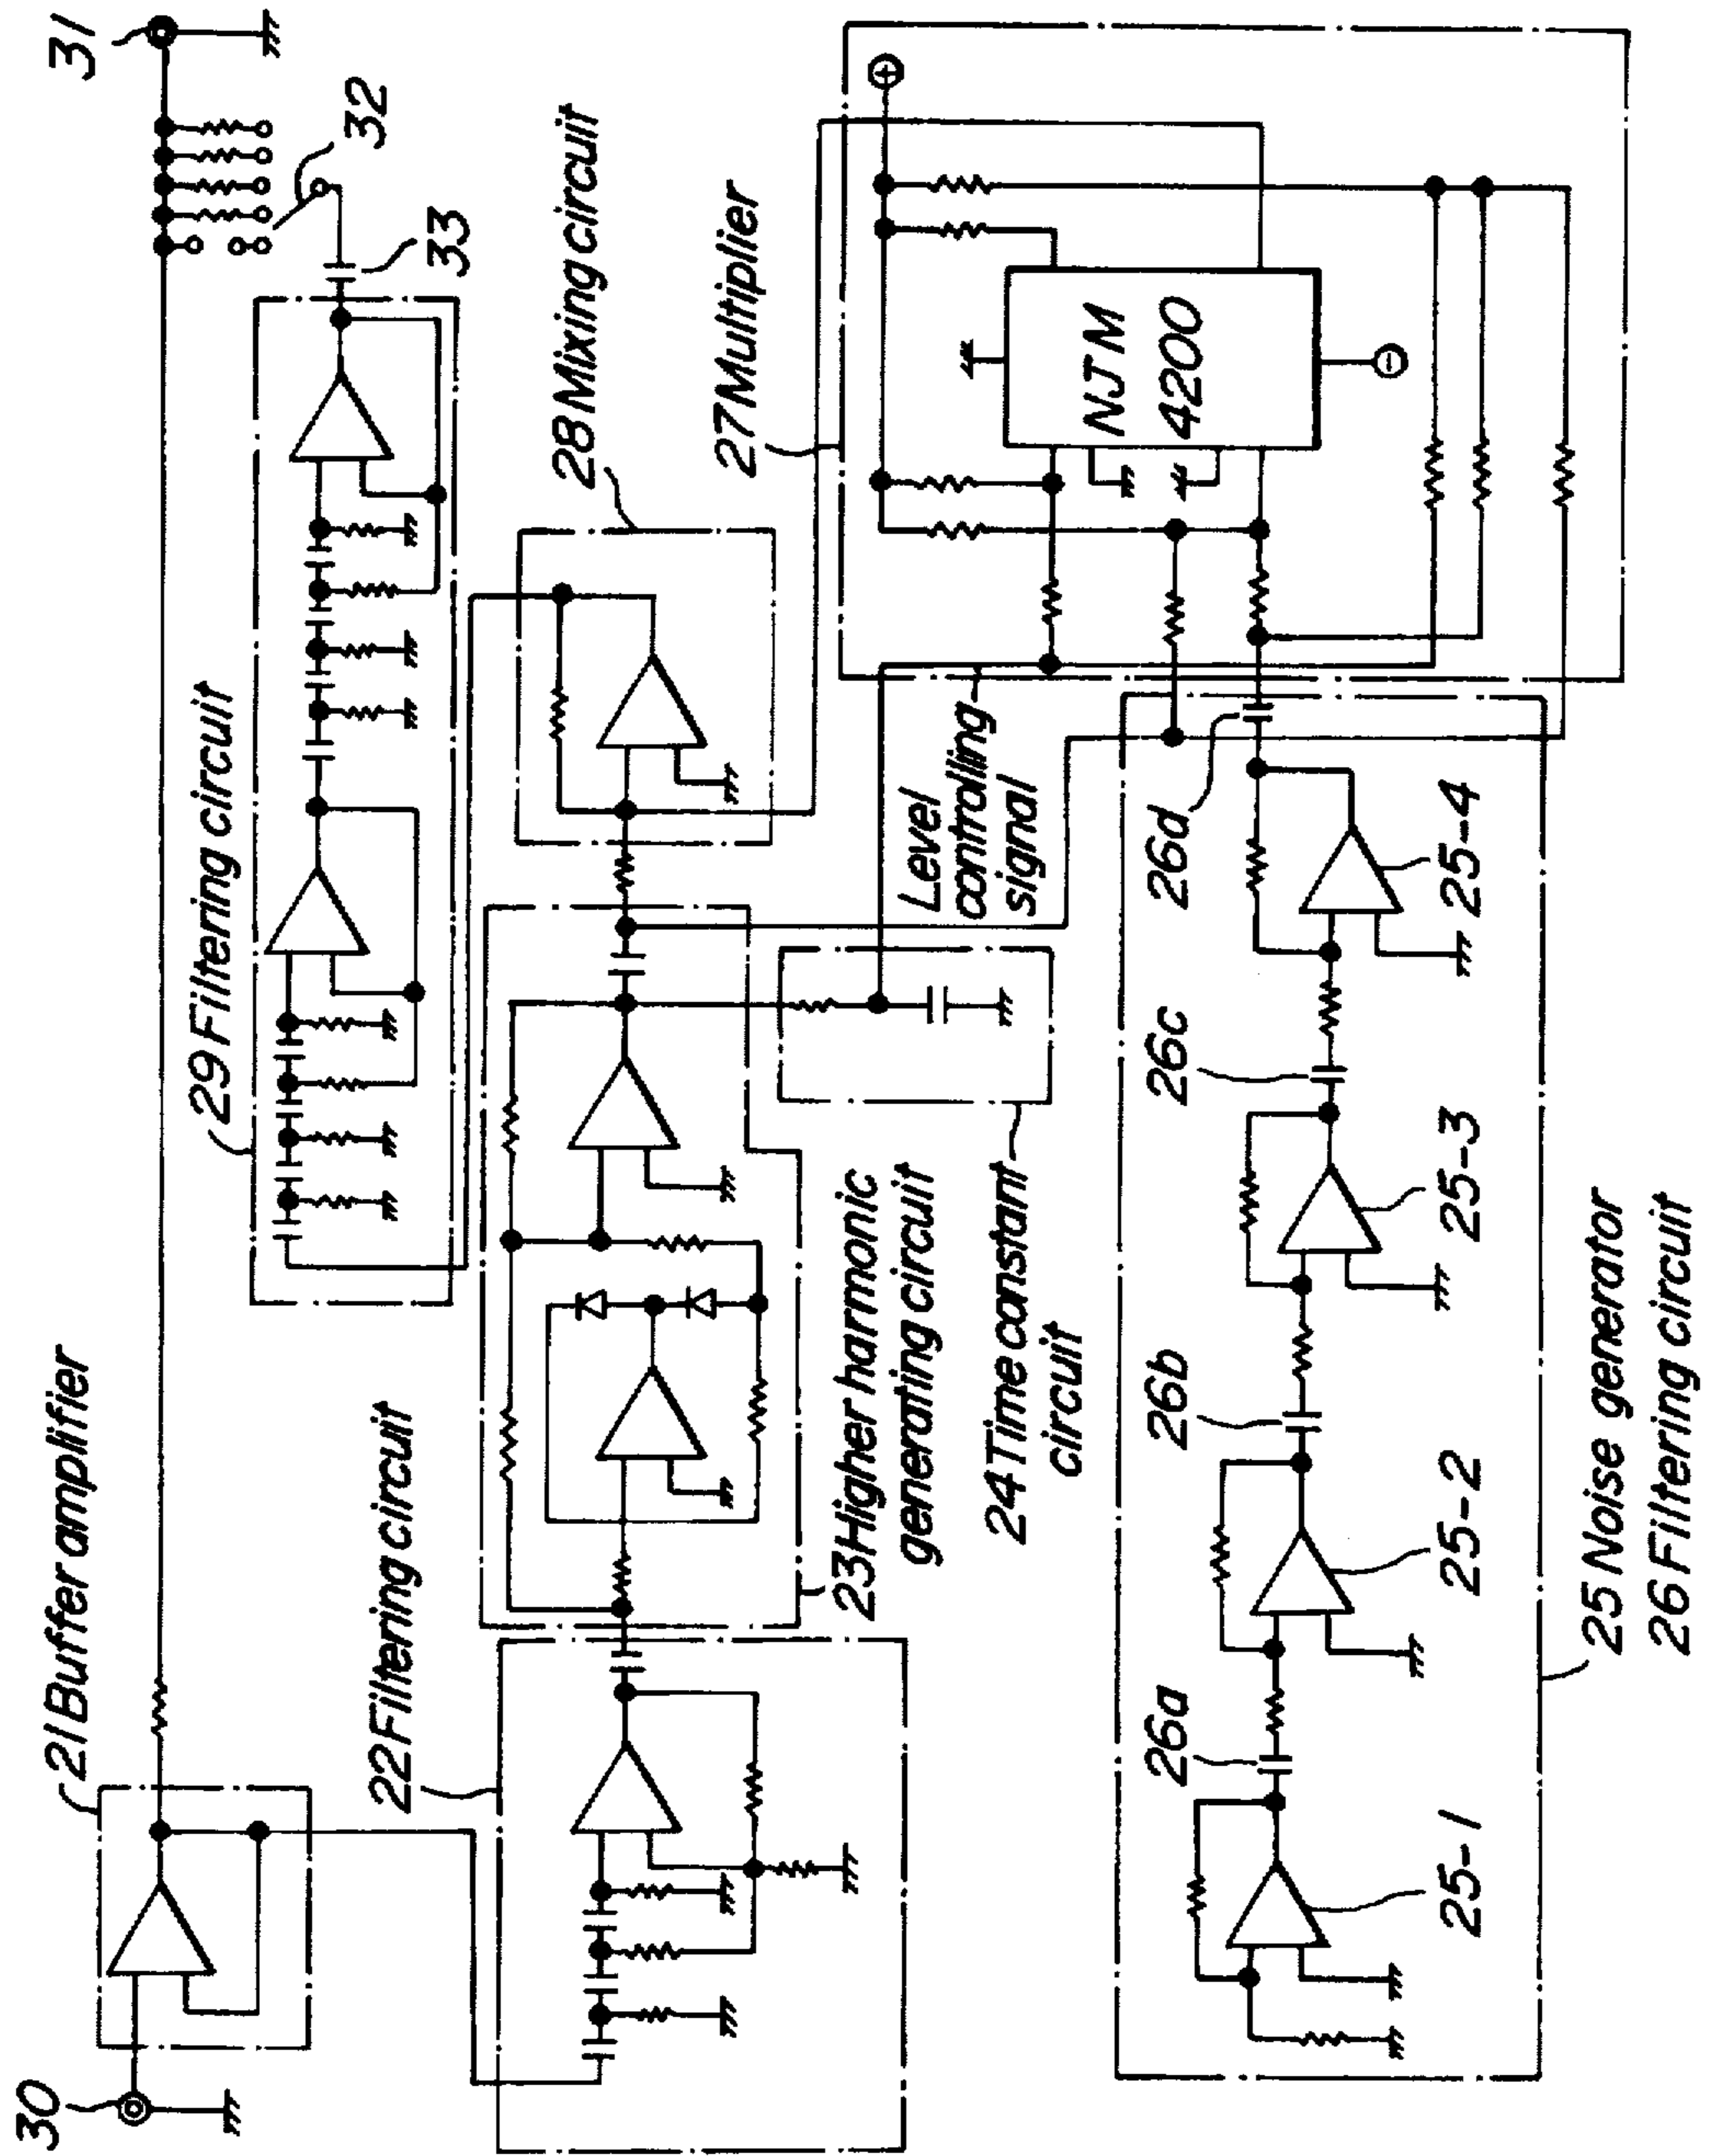 31
32
33
29 Filtering circuit
28 Mixing circuit
27 Multiplier
NJM
4200
Level
controlling
signal
21 Buffer amplifier
22 Filtering circuit
23 Higher harmonic
generating circuit
24 Time constant
circuit
30
26a
26b
26c
26d
25-1
25-2
25-3
25-4
25 Noise generator
26 Filtering circuit